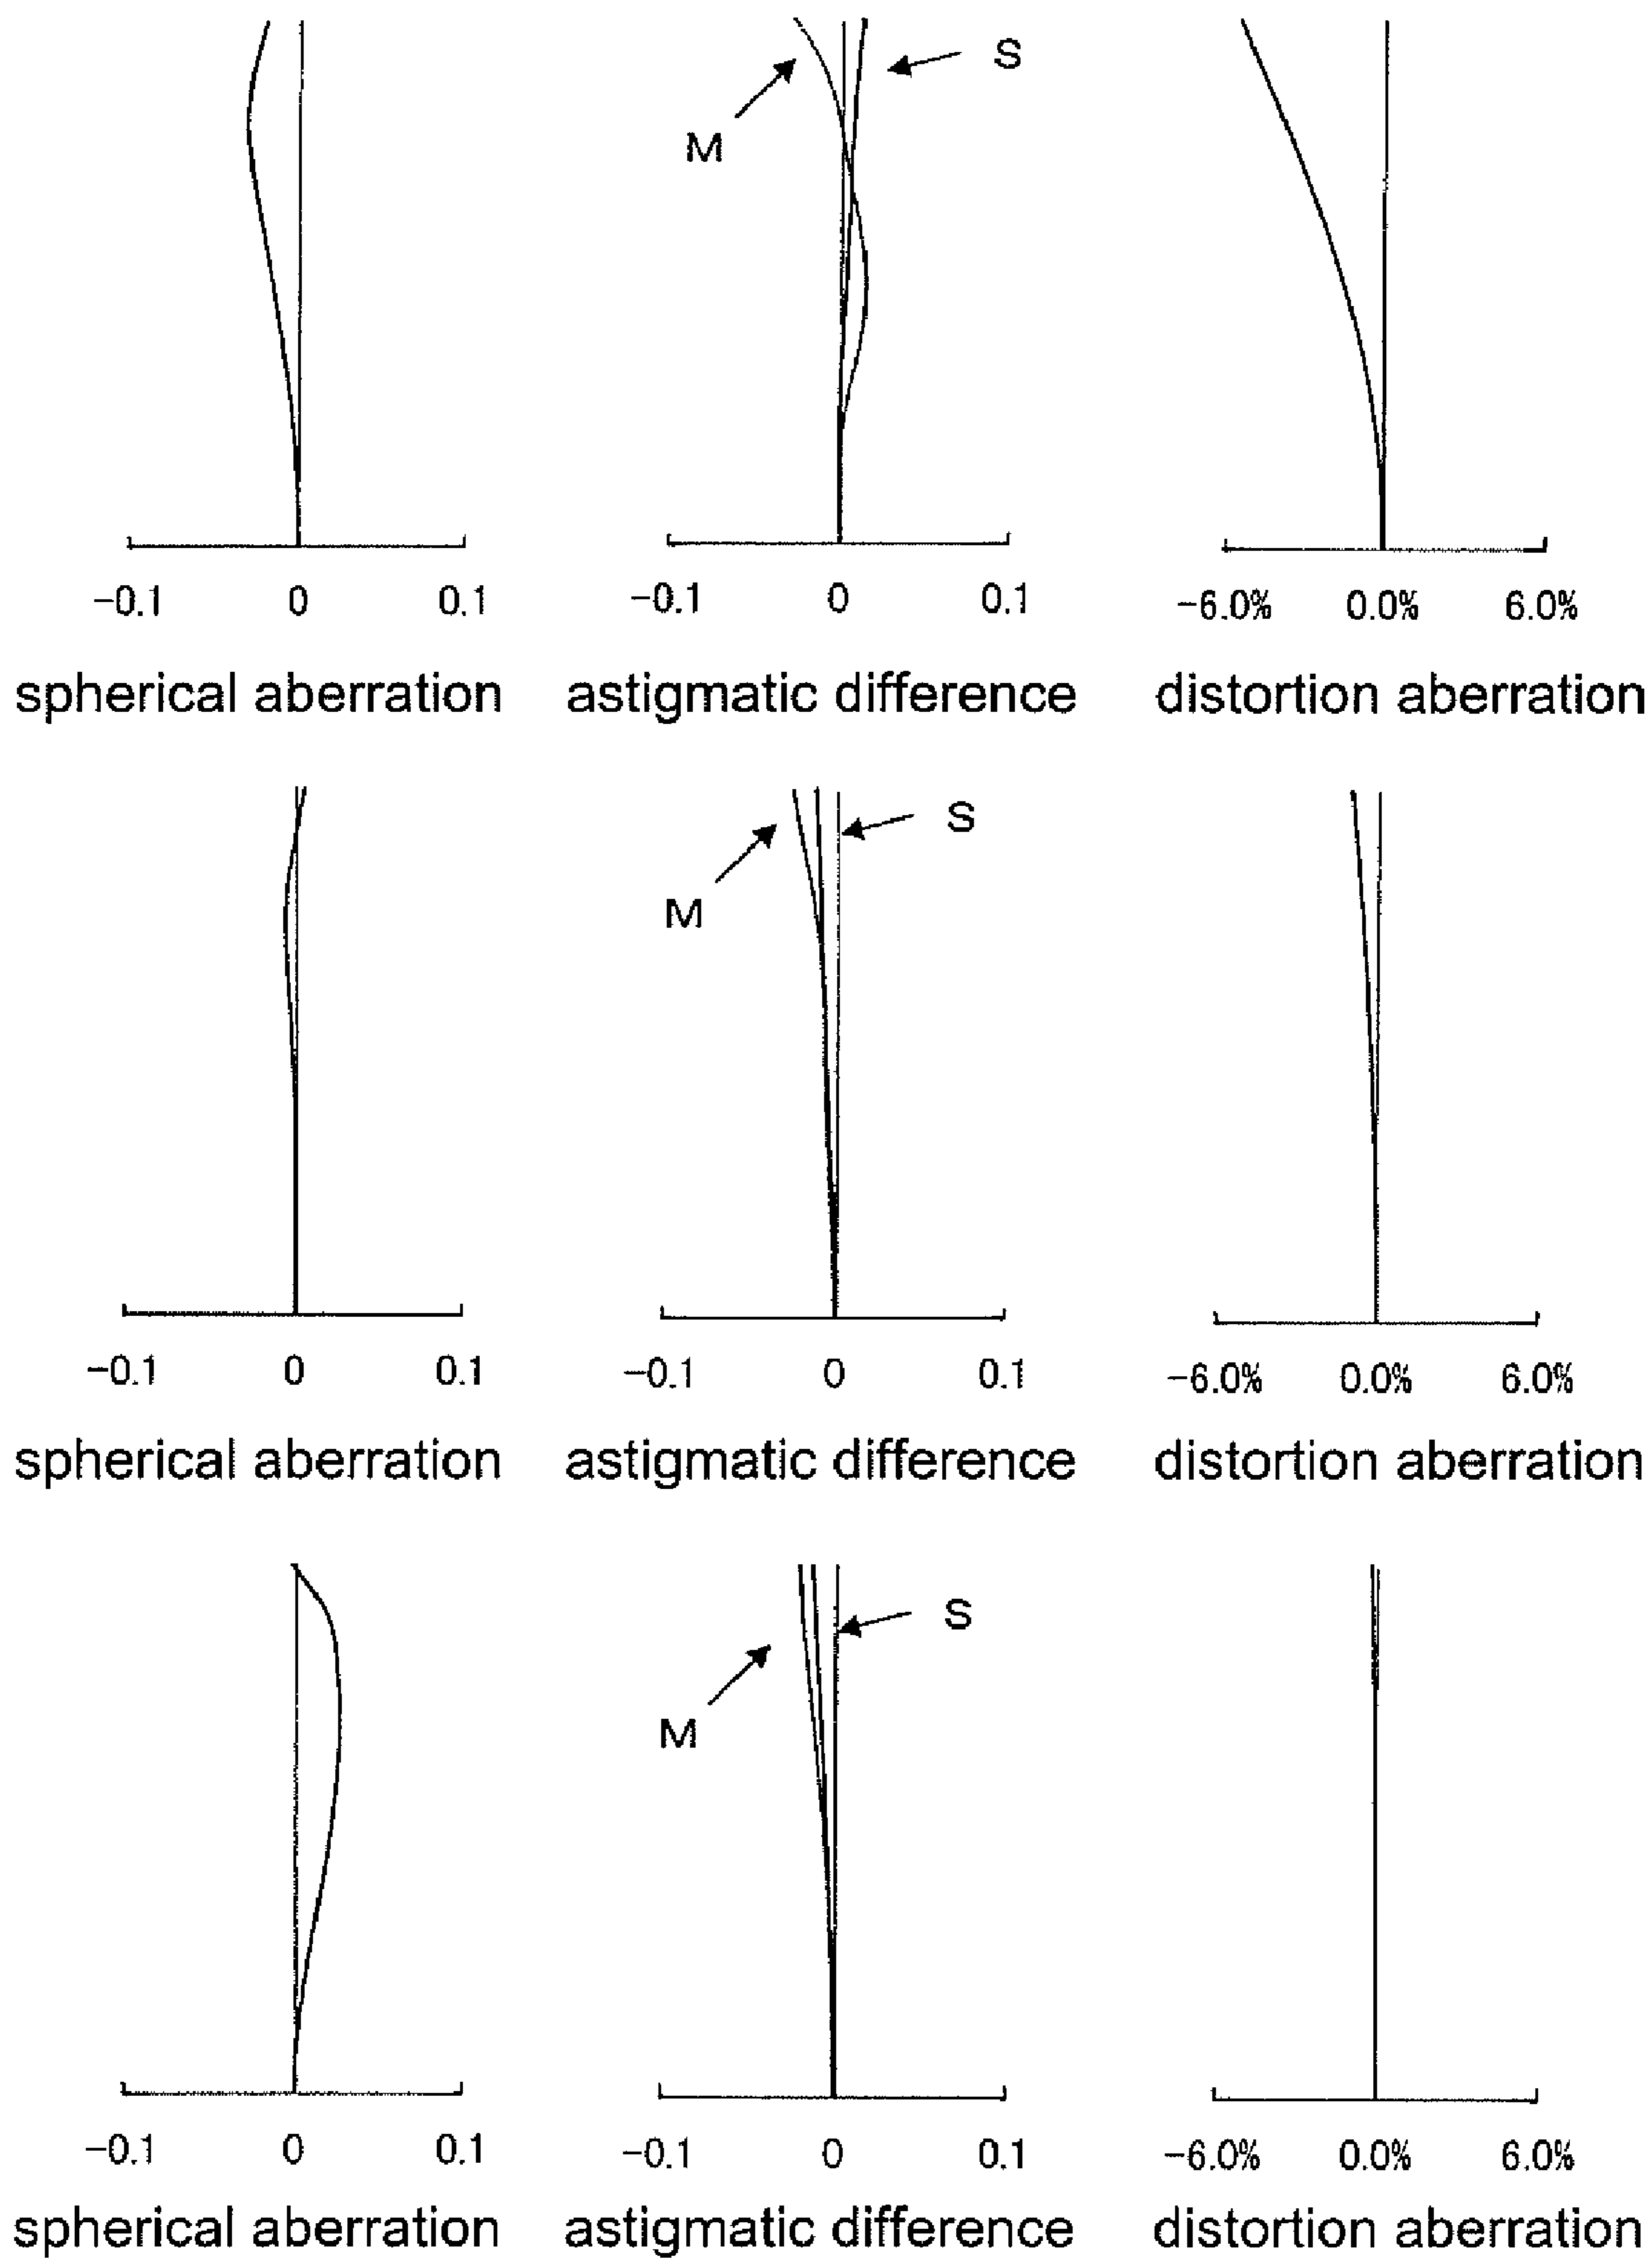 M S
-0.1 0 0.1 -0.1 0 0.1 -6.0% 0.0% 6.0%
spherical aberration astigmatic difference distortion aberration
M S
-0.1 0 0.1 -0.1 0 0.1 -6.0% 0.0% 6.0%
spherical aberration astigmatic difference distortion aberration
M S
-0.1 0 0.1 -0.1 0 0.1 -6.0% 0.0% 6.0%
spherical aberration astigmatic difference distortion aberration